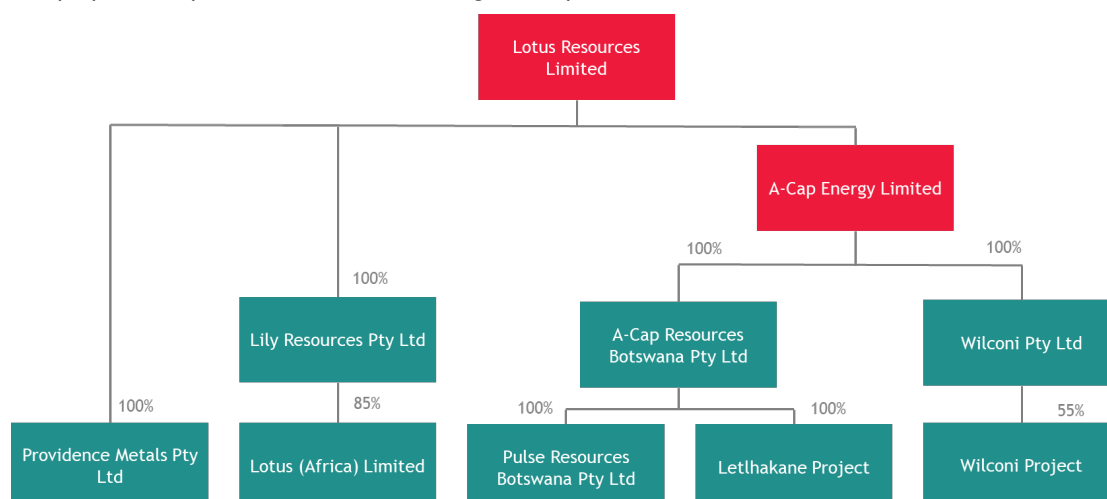 Lotus Resources
Limited
A-Cap Energy Limited
100%
100%
100%
Lily Resources Pty Ltd
A-Cap Resources
Botswana Pty Ltd
Wilconi Pty Ltd
100%
85%
100%
100%
55%
Providence Metals Pty
Ltd
Lotus (Africa) Limited
Pulse Resources
Botswana Pty Ltd
Letlhakane Project
Wilconi Project